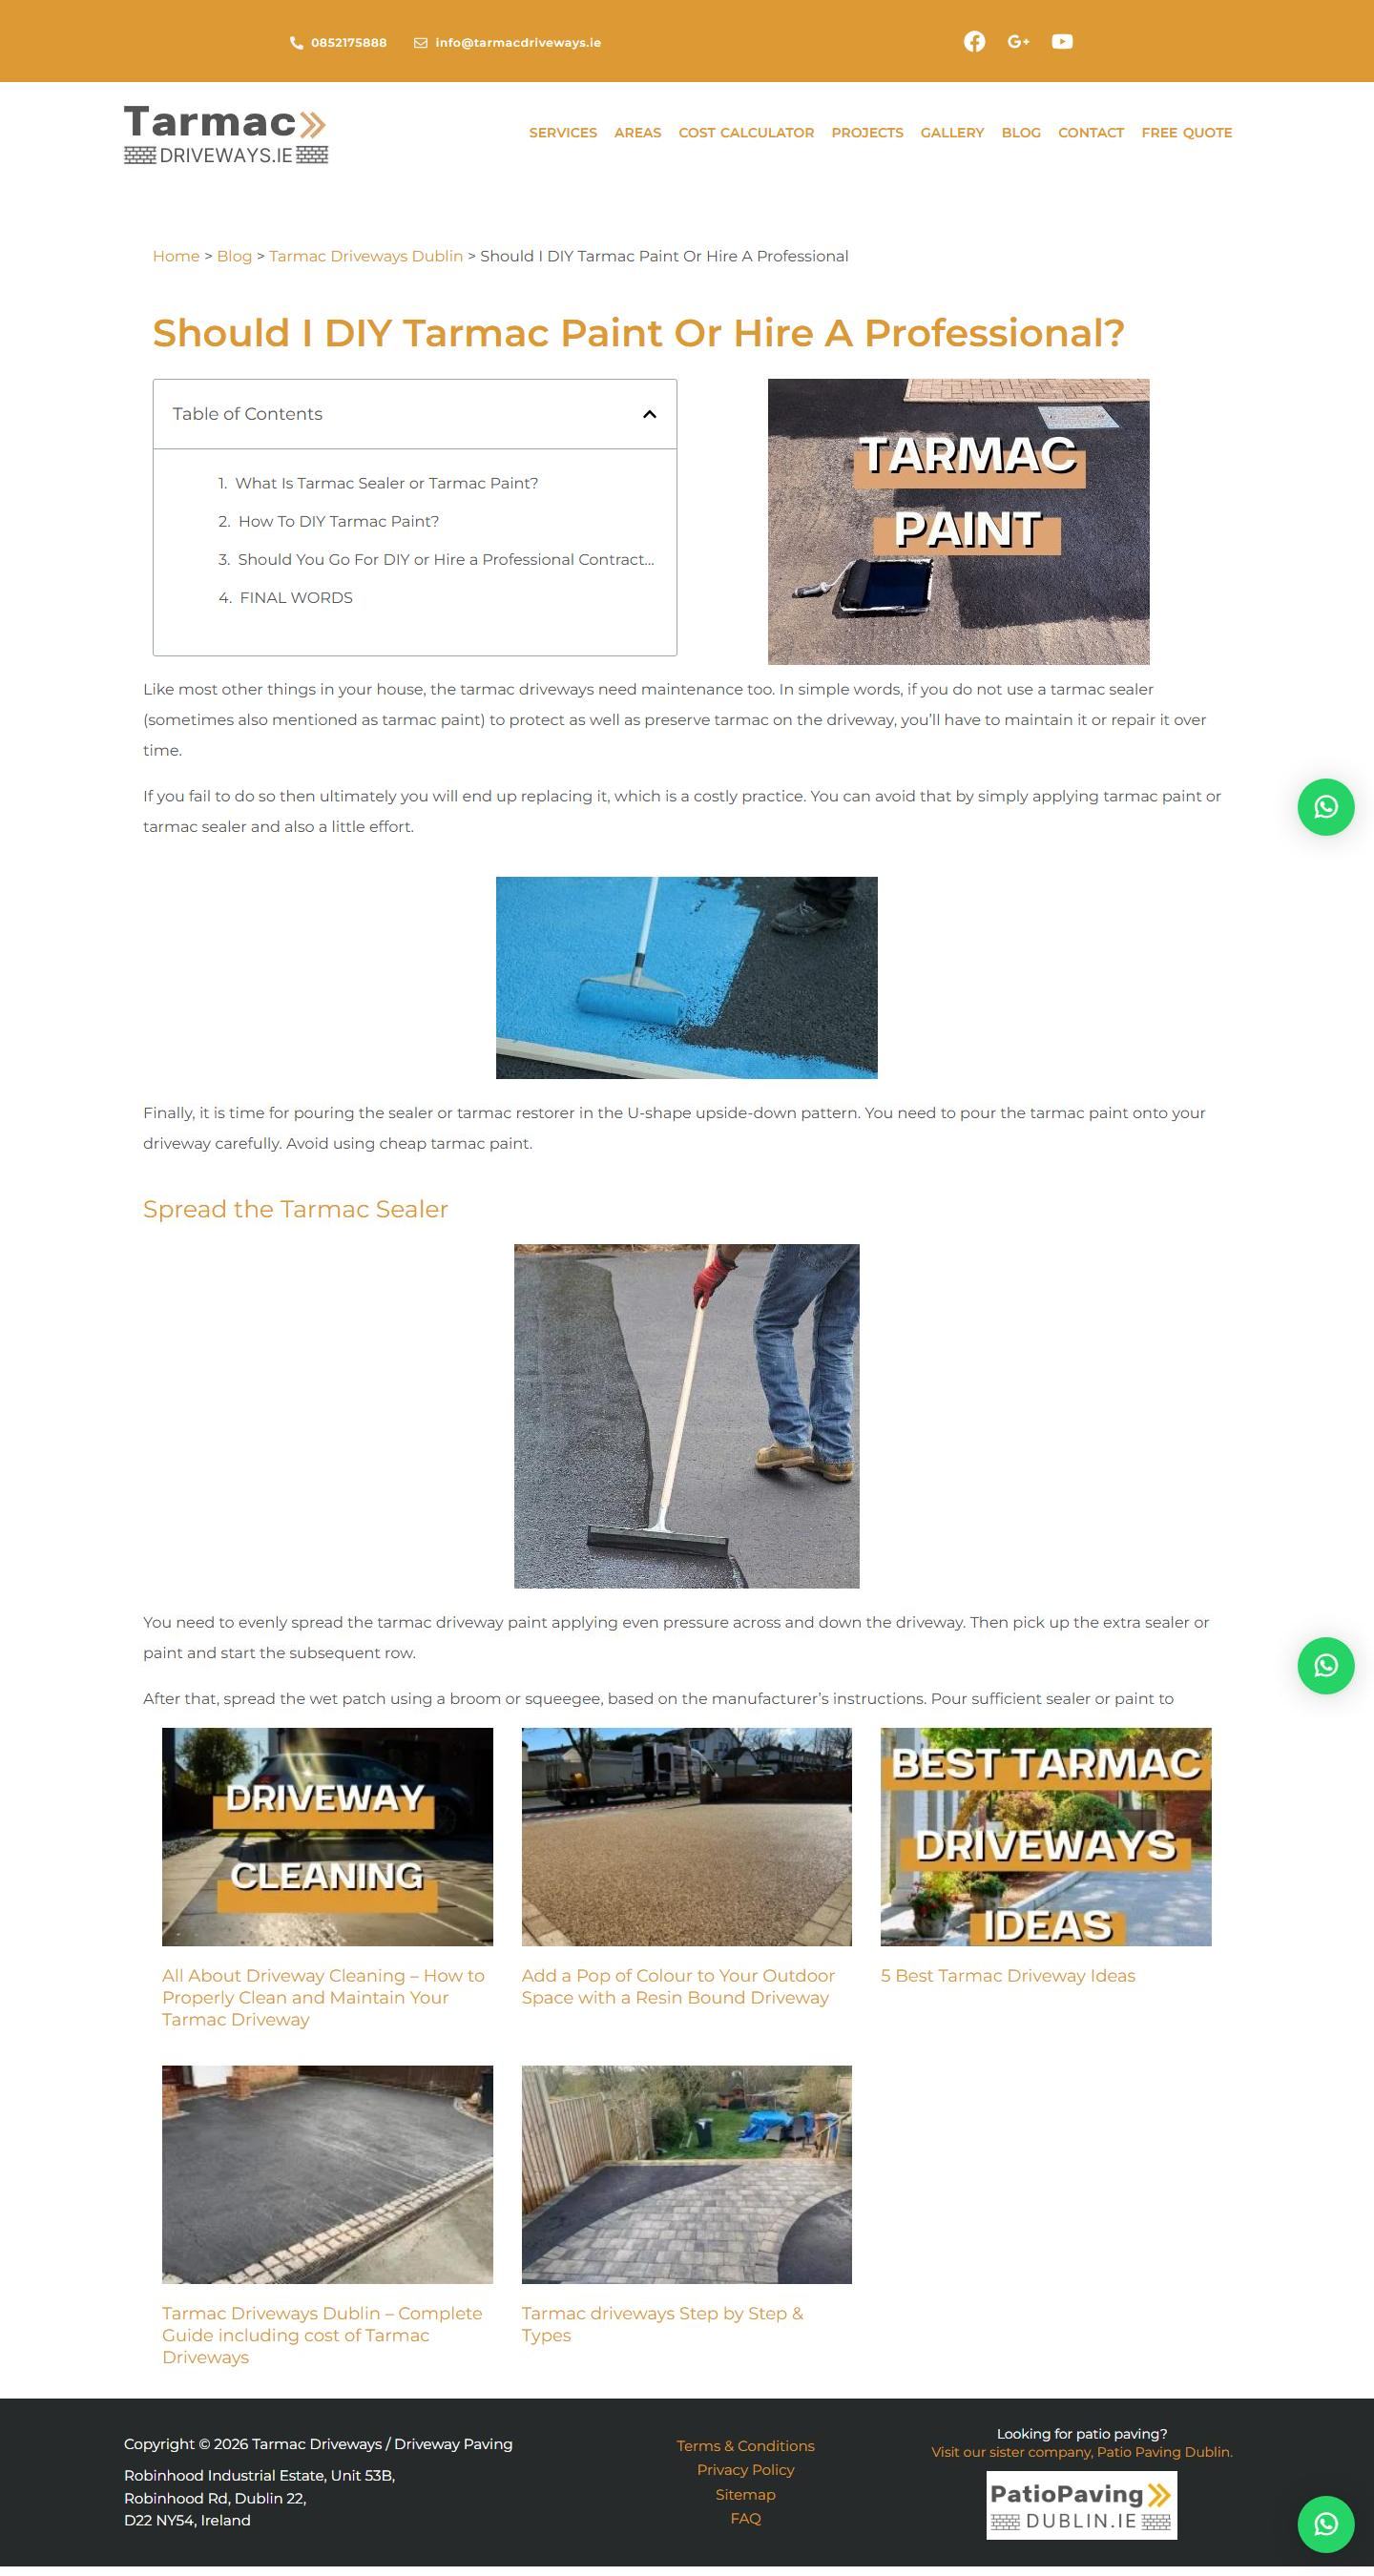 0852175888 info@tarmacdriveways.ie
Tarmac
DRIVEWAYS.IE
SERVICES AREAS COST CALCULATOR PROJECTS GALLERY BLOG CONTACT FREE QUOTE
Home > Blog > Tarmac Driveways Dublin > Should I DIY Tarmac Paint Or Hire A Professional
Should I DIY Tarmac Paint Or Hire A Professional?
Table of Contents
1. What Is Tarmac Sealer or Tarmac Paint?
2. How To DIY Tarmac Paint?
3. Should You Go For DIY or Hire a Professional Contract...
4. FINAL WORDS
TARMAC
PAINT
Like most other things in your house, the tarmac driveways need maintenance too. In simple words, if you do not use a tarmac sealer
(sometimes also mentioned as tarmac paint) to protect as well as preserve tarmac on the driveway, you’ll have to maintain it or repair it over
time.
If you fail to do so then ultimately you will end up replacing it, which is a costly practice. You can avoid that by simply applying tarmac paint or
tarmac sealer and also a little effort.
Finally, it is time for pouring the sealer or tarmac restorer in the U-shape upside-down pattern. You need to pour the tarmac paint onto your
driveway carefully. Avoid using cheap tarmac paint.
Spread the Tarmac Sealer
You need to evenly spread the tarmac driveway paint applying even pressure across and down the driveway. Then pick up the extra sealer or
paint and start the subsequent row.
After that, spread the wet patch using a broom or squeegee, based on the manufacturer’s instructions. Pour sufficient sealer or paint to
DRIVEWAY
CLEANING
BEST TARMAC
DRIVEWAYS
IDEAS
All About Driveway Cleaning – How to
Properly Clean and Maintain Your
Tarmac Driveway
Add a Pop of Colour to Your Outdoor
Space with a Resin Bound Driveway
5 Best Tarmac Driveway Ideas
Tarmac Driveways Dublin – Complete
Guide including cost of Tarmac
Driveways
Tarmac driveways Step by Step &
Types
Copyright © 2026 Tarmac Driveways / Driveway Paving
Robinhood Industrial Estate, Unit 53B,
Robinhood Rd, Dublin 22,
D22 NY54, Ireland
Terms & Conditions
Privacy Policy
Sitemap
FAQ
Looking for patio paving?
Visit our sister company, Patio Paving Dublin.
PatioPaving
DUBLIN.IE